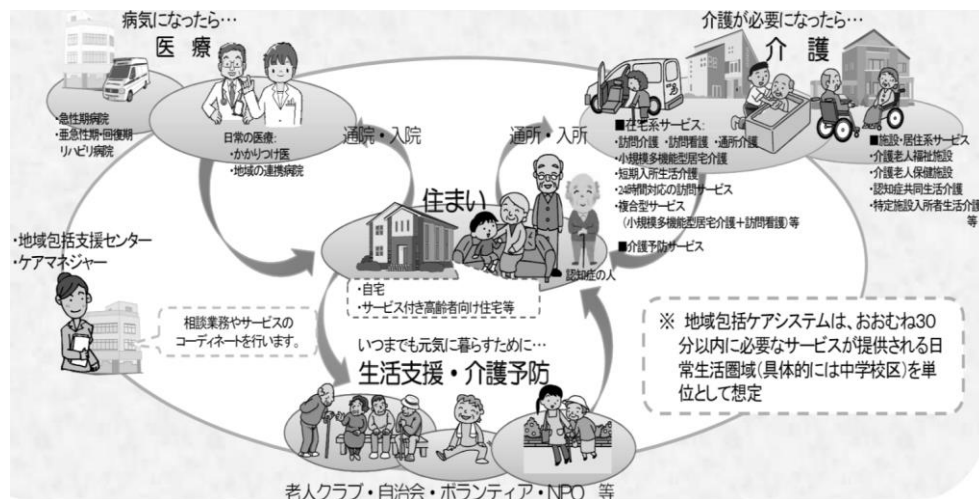 病気になったら…
医 療
・急性期病院
・亜急性期・回復期
リハビリ病院
日常の医療:
・かかりつけ医
・地域の連携病院
通院・入院
通所・入所
介護が必要になったら…
介 護
■在宅系サービス:
・訪問介護 ・訪問看護 ・通所介護
・小規模多機能型居宅介護
・短期入所生活介護
・24時間対応の訪問サービス
・複合型サービス
(小規模多機能型居宅介護+訪問看護)等
■介護予防サービス
■施設・居住系サービス
・介護老人福祉施設
・介護老人保健施設
・認知症共同生活介護
・特定施設入所者生活介護
等
住まい
認知症の人
・自宅
・サービス付き高齢者向け住宅等
・地域包括支援センター
・ケアマネジャー
相談業務やサービスの
コーディネートを行います。
いつまでも元気に暮らすために…
生活支援・介護予防
老人クラブ・自治会・ボランティア・NPO 等
※ 地域包括ケアシステムは、おおむね30
分以内に必要なサービスが提供される日
常生活圏域(具体的には中学校区)を単
位として想定